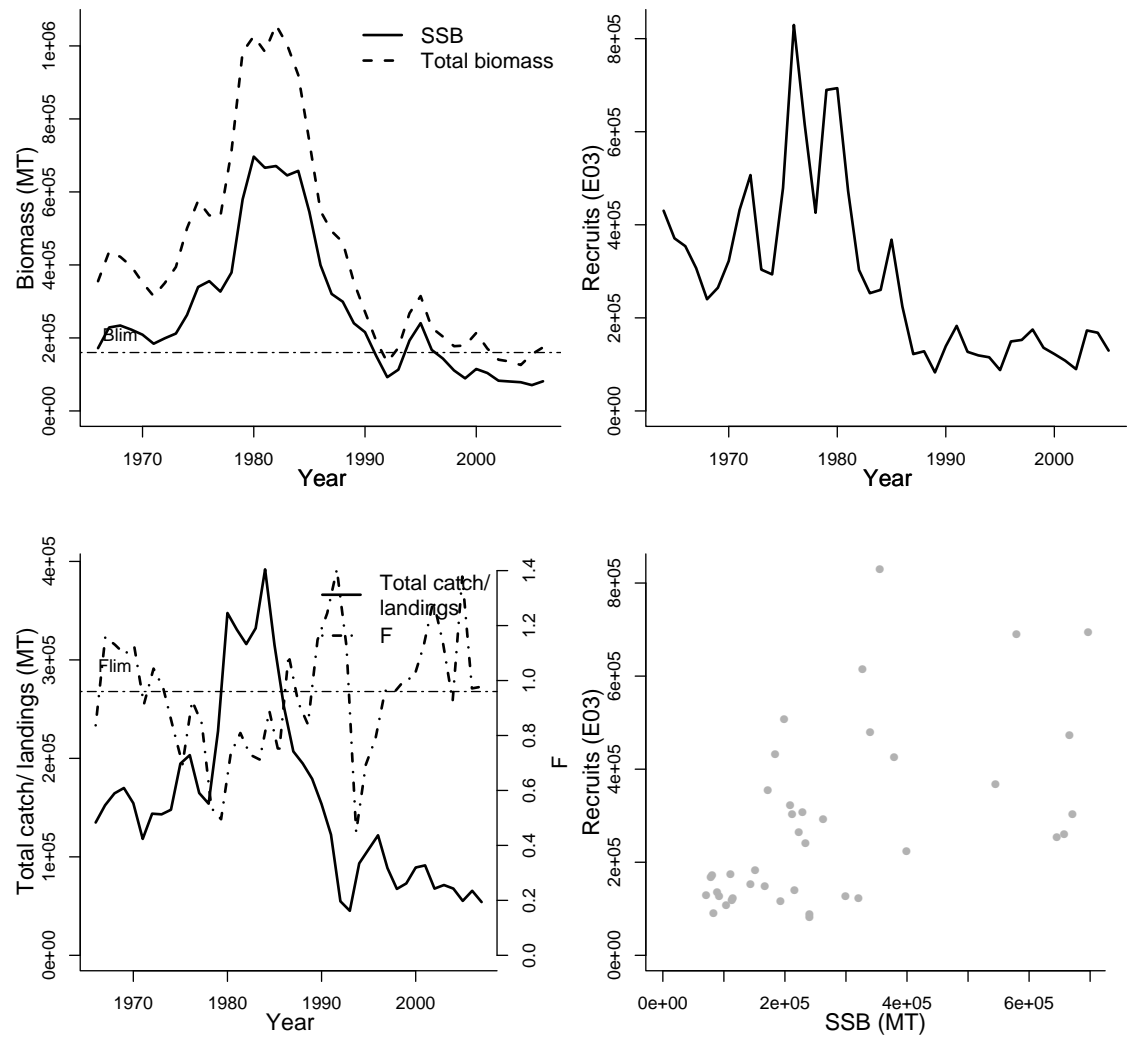 SSB
Total biomass
Biomass (MT)
0e+00
2e+05
4e+05
6e+05
8e+05
1e+06
Blim
1970
1980
1990
2000
Year
Recruits (E03)
0e+00
2e+05
4e+05
6e+05
8e+05
1970
1980
1990
2000
Year
Total catch/
landings
F
Total catch/ landings (MT)
0e+00
1e+05
2e+05
3e+05
4e+05
Flim
0.0
0.2
0.4
0.6
0.8
1.0
1.2
1.4
F
1970
1980
1990
2000
Year
Recruits (E03)
0e+00
2e+05
4e+05
6e+05
8e+05
0e+00
2e+05
4e+05
6e+05
SSB (MT)